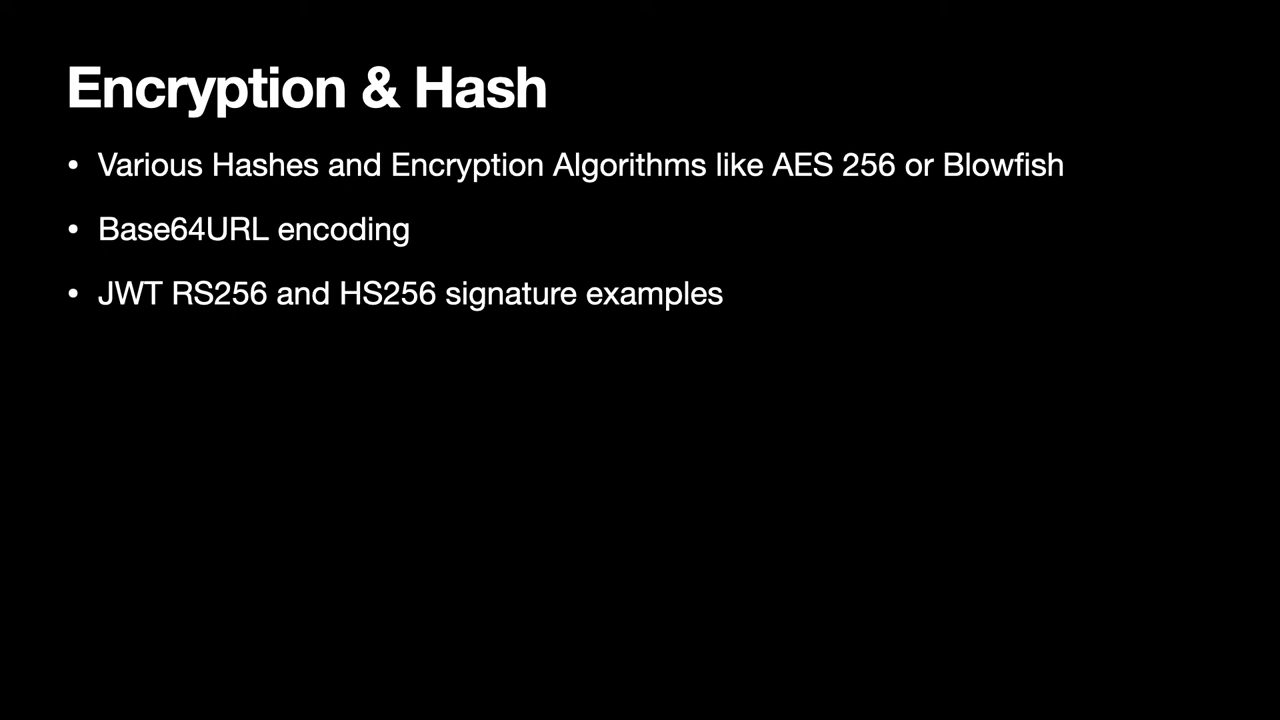 Encryption & Hash
• Various Hashes and Encryption Algorithms like AES 256 or Blowfish
• Base64URL encoding
• JWT RS256 and HS256 signature examples